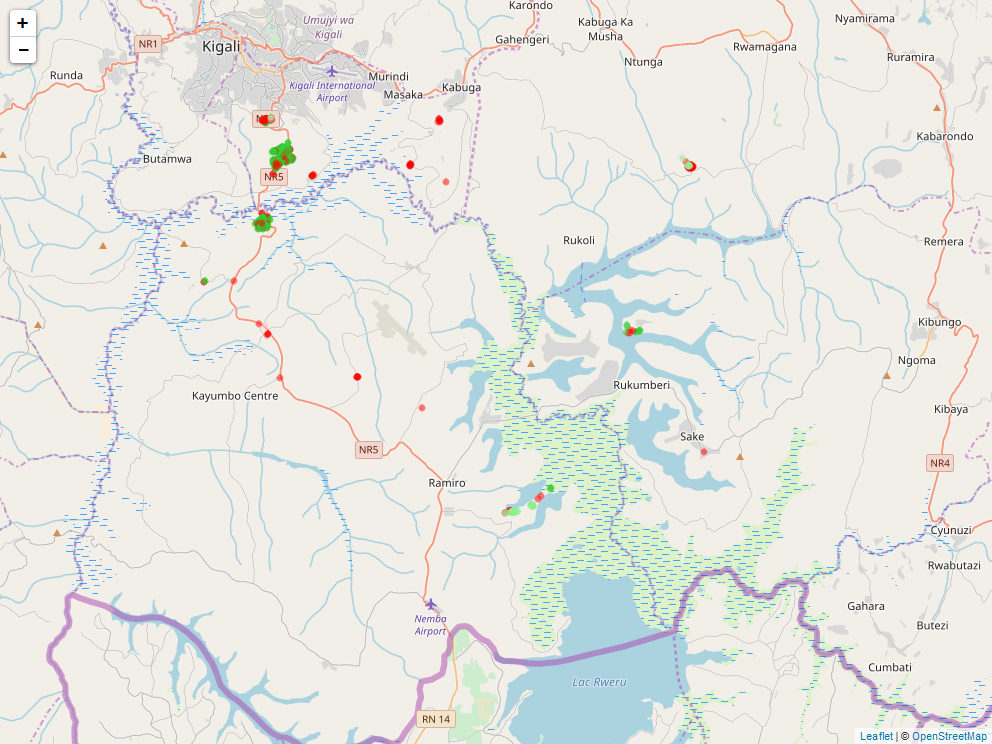 +
−
Karondo
Nyamirama
Umujyi wa
Kigali
Kabuga Ka
Musha
NR1
Kigali
Gahengeri
Rwamagana
Ruramira
Ntunga
Runda
Murindi
Kigali International
Airport
Masaka
Kabuga
Kabarondo
Butamwa
NR5
Rukoli
Remera
Kibungo
Ngoma
Rukumberi
Kayumbo Centre
Kibaya
Sake
NR5
NR4
Ramiro
Cyunuzi
Rwabutazi
Gahara
Nemba
Airport
Butezi
Cumbati
Lac Rweru
RN 14
Leaflet | © OpenStreetMap